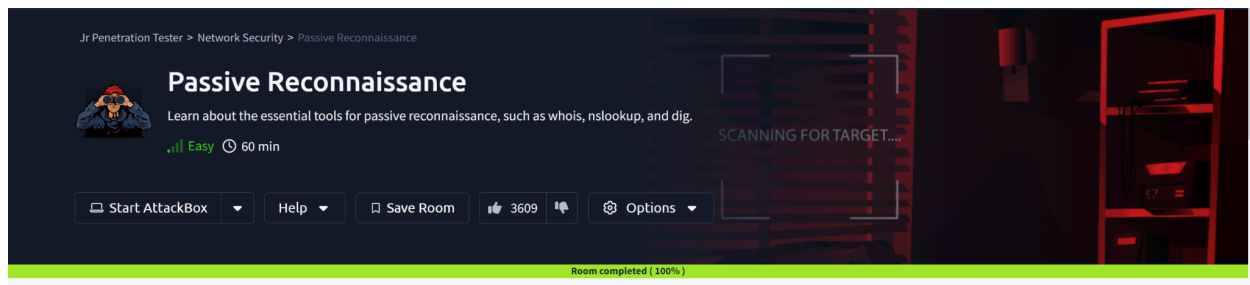 Jr Penetration Tester > Network Security > Passive Reconnaissance
Passive Reconnaissance
Learn about the essential tools for passive reconnaissance, such as whois, nslookup, and dig.
Easy 60 min
SCANNING FOR TARGET....
Start AttackBox Help Save Room 3609 Options
Room completed ( 100% )